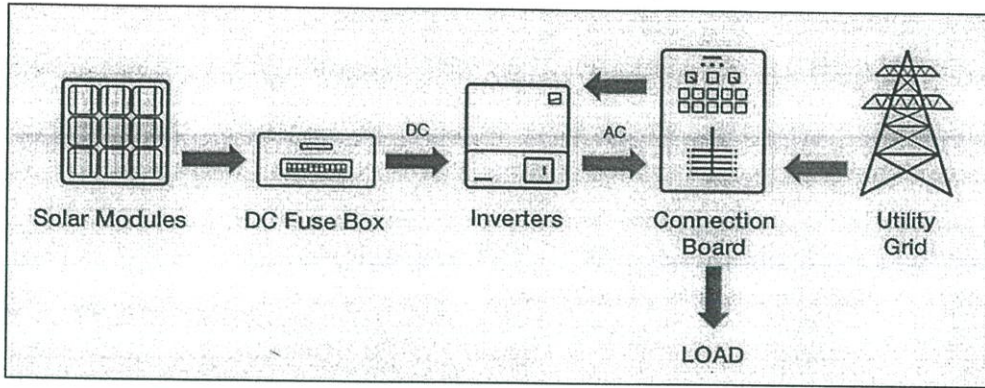 DC
AC
Solar Modules
DC Fuse Box
Inverters
Connection
Board
Utility
Grid
LOAD